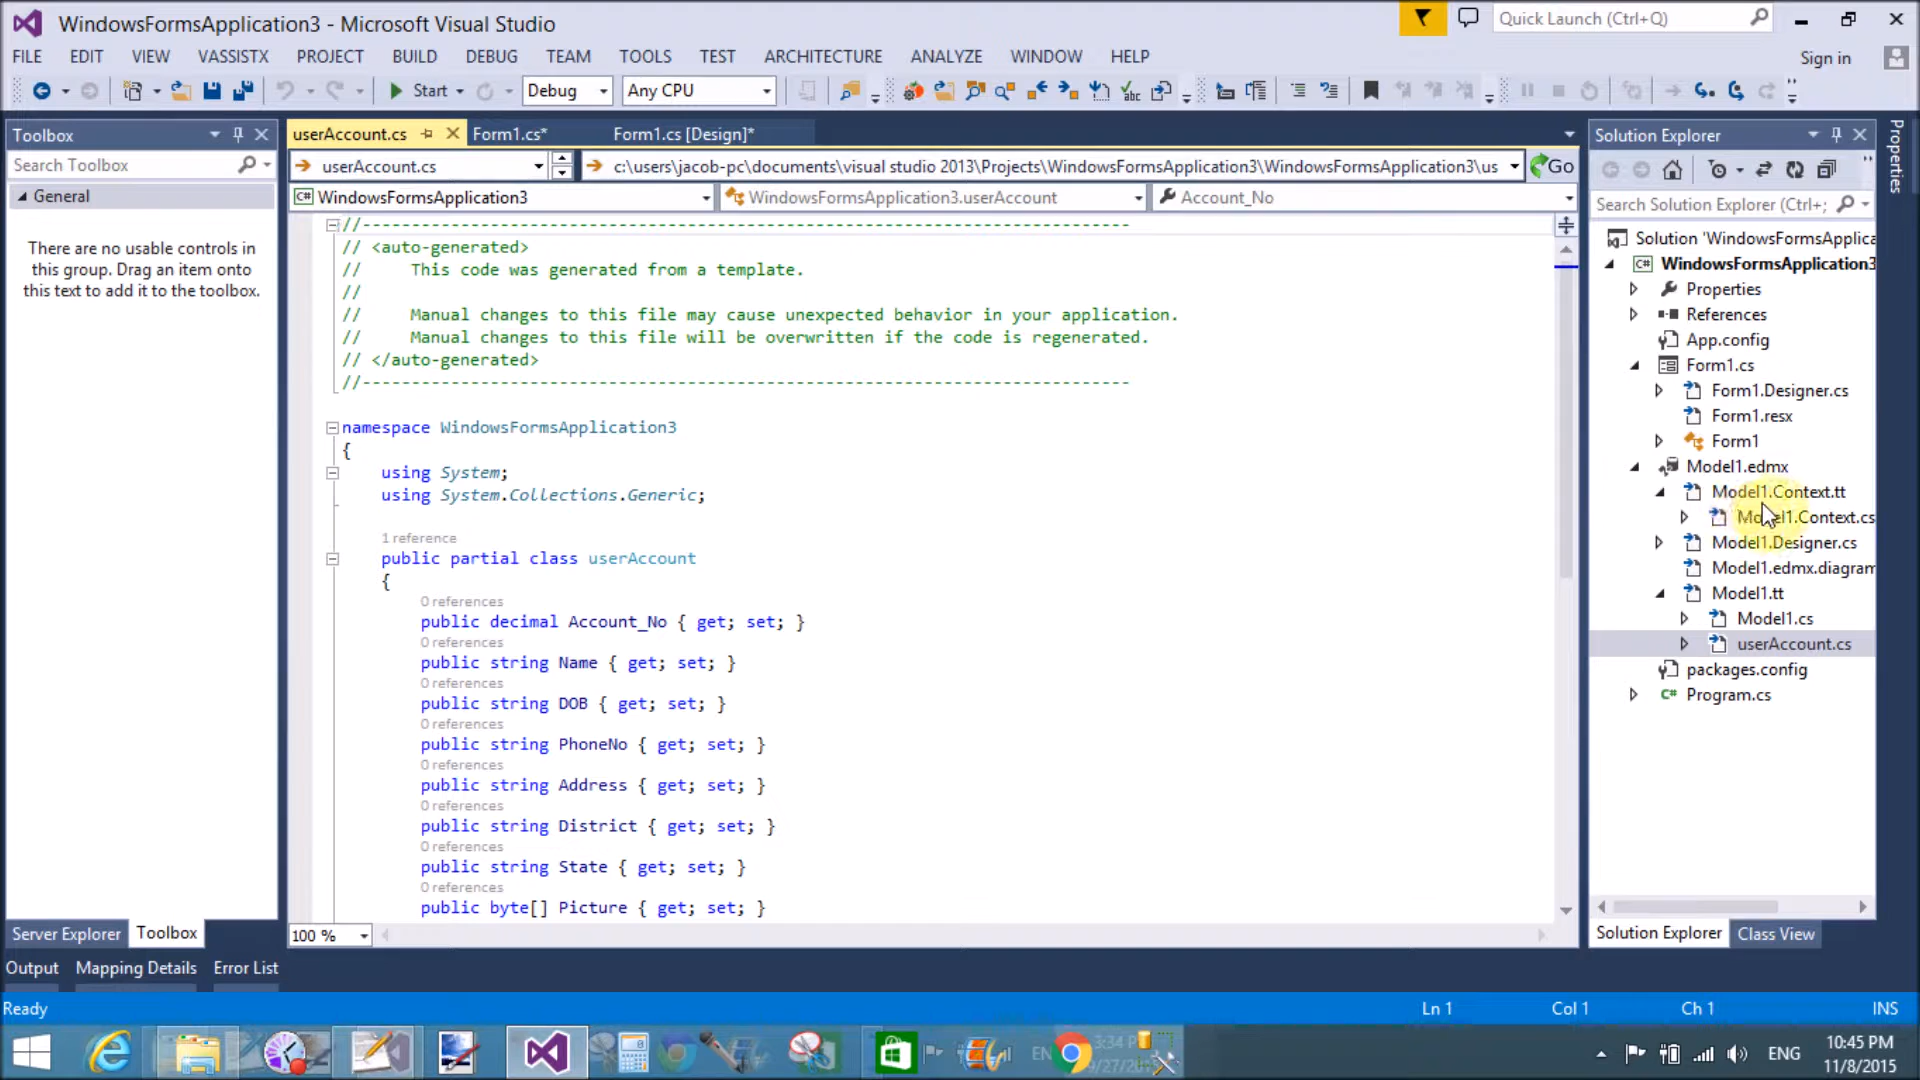 WindowsFormsApplication3 - Microsoft Visual Studio
Quick Launch (Ctrl+Q)
FILE EDIT VIEW VASSISTX PROJECT BUILD DEBUG TEAM TOOLS TEST ARCHITECTURE ANALYZE WINDOW HELP
Sign in
Start Debug Any CPU
Toolbox
Search Toolbox
General
There are no usable controls in
this group. Drag an item onto
this text to add it to the toolbox.
Server Explorer Toolbox
userAccount.cs Form1.cs* Form1.cs [Design]*
userAccount.cs c:\users\jacob-pc\documents\visual studio 2013\Projects\WindowsFormsApplication3\WindowsFormsApplication3\us Go
WindowsFormsApplication3 WindowsFormsApplication3.userAccount Account_No
//------------------------------------------------------------------------------
// <auto-generated>
//     This code was generated from a template.
//
//     Manual changes to this file may cause unexpected behavior in your application.
//     Manual changes to this file will be overwritten if the code is regenerated.
// </auto-generated>
//------------------------------------------------------------------------------
namespace WindowsFormsApplication3
{
using System;
using System.Collections.Generic;
1 reference
public partial class userAccount
{
0 references
public decimal Account_No { get; set; }
0 references
public string Name { get; set; }
0 references
public string DOB { get; set; }
0 references
public string PhoneNo { get; set; }
0 references
public string Address { get; set; }
0 references
public string District { get; set; }
0 references
public string State { get; set; }
0 references
public byte[] Picture { get; set; }
100 %
Solution Explorer
Search Solution Explorer (Ctrl+;
Solution 'WindowsFormsApplica
WindowsFormsApplication3
Properties
References
App.config
Form1.cs
Form1.Designer.cs
Form1.resx
Form1
Model1.edmx
Model1.Context.tt
Model1.Context.cs
Model1.Designer.cs
Model1.edmx.diagram
Model1.tt
Model1.cs
userAccount.cs
packages.config
Program.cs
Solution Explorer Class View
Properties
Output Mapping Details Error List
Ready Ln 1 Col 1 Ch 1 INS
EN 3:34 P
9/27/20
ENG
10:45 PM
11/8/2015